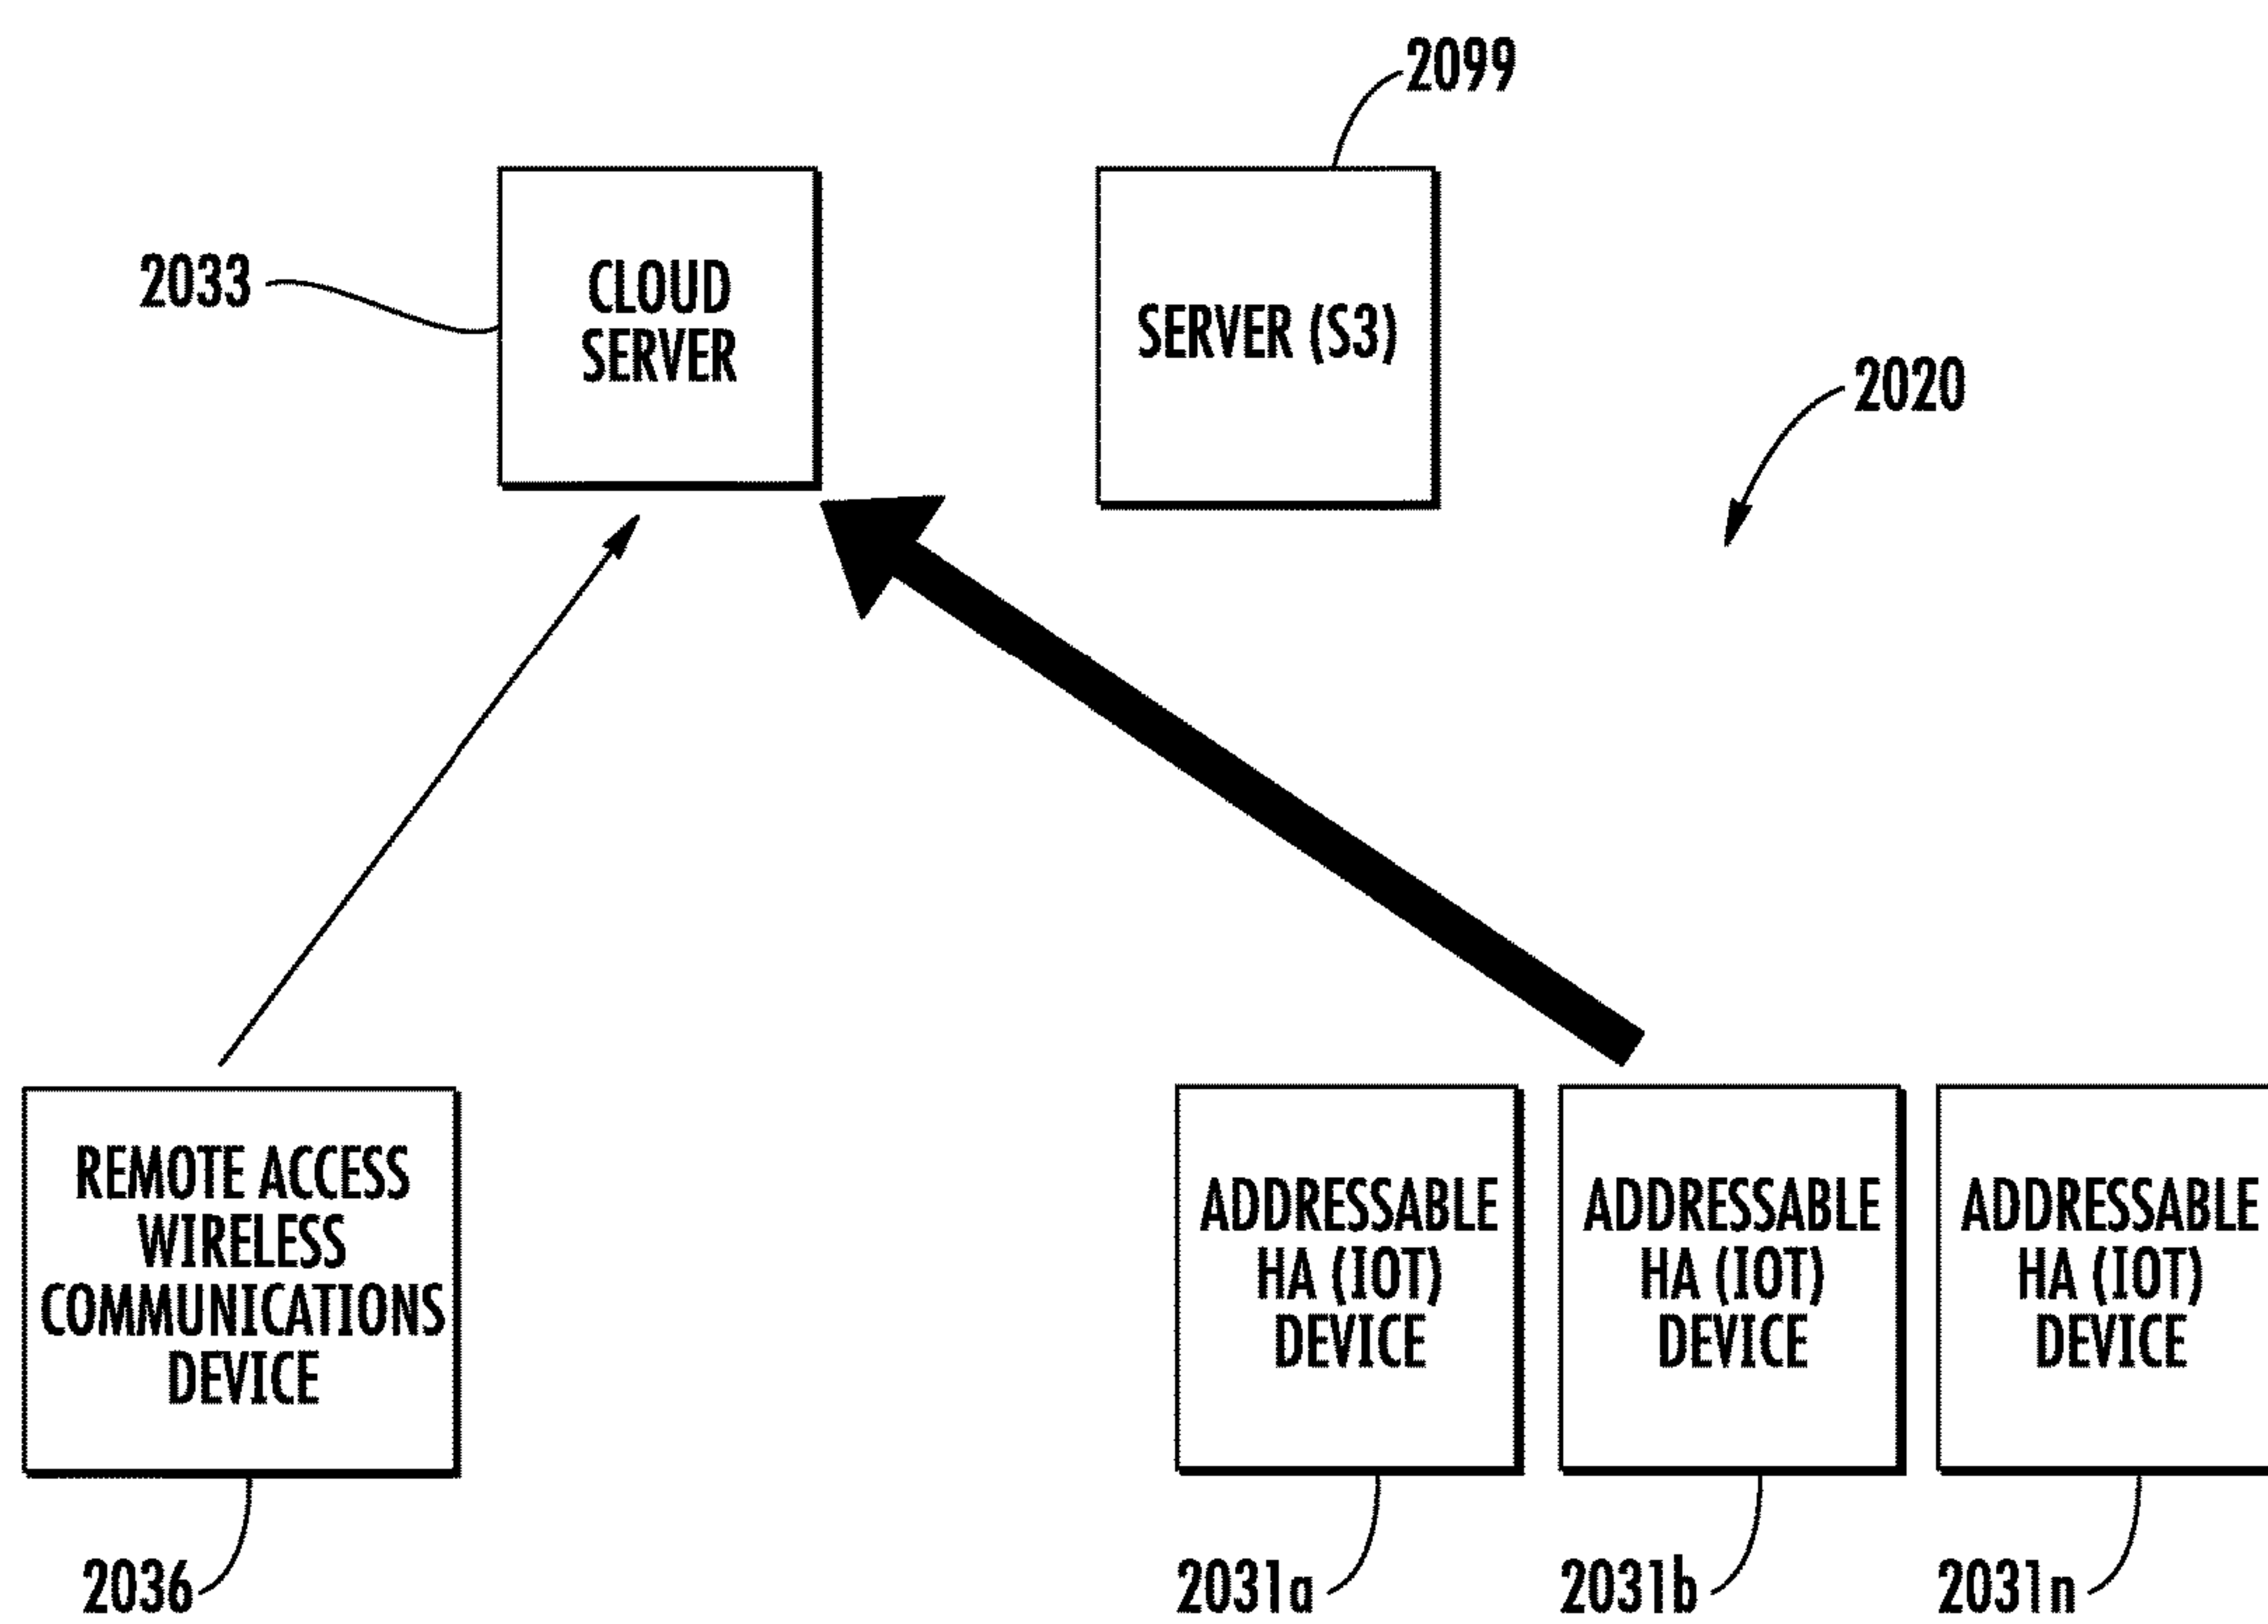 2099
2033
CLOUD
SERVER
SERVER (S3)
2020
REMOTE ACCESS
WIRELESS
COMMUNICATIONS
DEVICE
ADDRESSABLE
HA (IOT)
DEVICE
ADDRESSABLE
HA (IOT)
DEVICE
ADDRESSABLE
HA (IOT)
DEVICE
2036
2031a
2031b
2031n